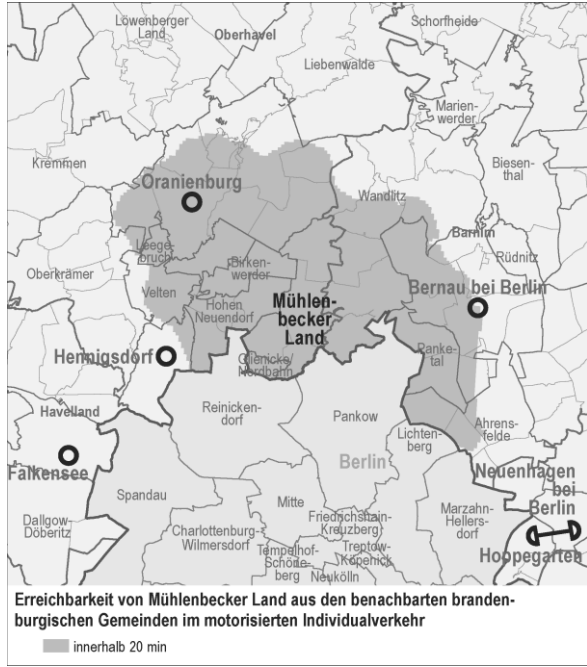 Löwenberger
Land
Oberhavel
Schorfheide
Liebenwalde
Marien-
werder
Kremmen
Biesen-
thal
Oranienburg
Wandlitz
Barnim
Leege-
bruch
Rüdnitz
Birken-
werder
Oberkrämer
Velten
Bernau bei Berlin
Hohen
Neuendorf
Mühlen-
becker
Land
Hennigsdorf
Glienicke/
Nordbahn
Panke-
tal
Havelland
Reinicken-
dorf
Pankow
Ahrens-
felde
Lichten-
berg
Berlin
Falkensee
Neuenhagen
bei
Berlin
Spandau
Mitte
Marzahn-
Hellers-
dorf
Dallgow-
Döberitz
Friedrichshain-
Kreuzberg
Charlottenburg-
Wilmersdorf
Treptow-
Köpenick
Tempelhof-
Schöne-
berg
Hoppegarten
Neukölln
Erreichbarkeit von Mühlenbecker Land aus den benachbarten branden-
burgischen Gemeinden im motorisierten Individualverkehr
innerhalb 20 min